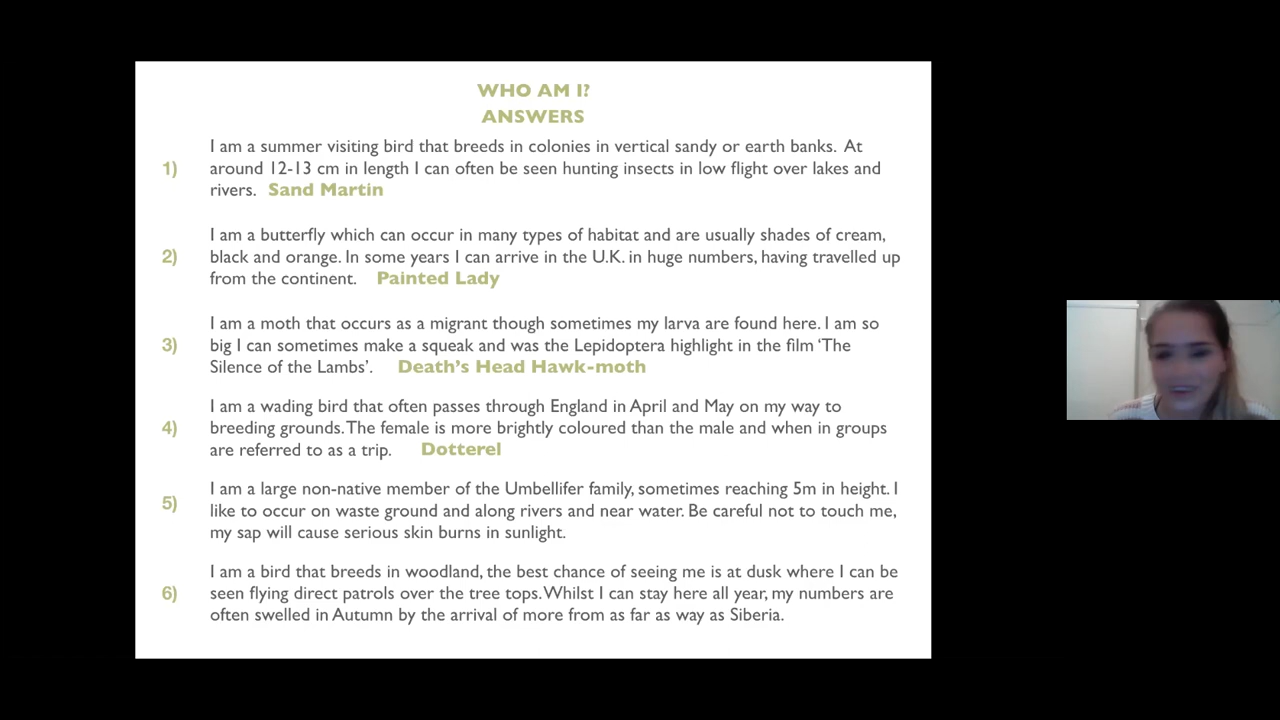 WHO AM I?
ANSWERS
1) I am a summer visiting bird that breeds in colonies in vertical sandy or earth banks. At
around 12-13 cm in length I can often be seen hunting insects in low flight over lakes and
rivers. Sand Martin
2) I am a butterfly which can occur in many types of habitat and are usually shades of cream,
black and orange. In some years I can arrive in the U.K. in huge numbers, having travelled up
from the continent. Painted Lady
3) I am a moth that occurs as a migrant though sometimes my larva are found here. I am so
big I can sometimes make a squeak and was the Lepidoptera highlight in the film ‘The
Silence of the Lambs’. Death’s Head Hawk-moth
4) I am a wading bird that often passes through England in April and May on my way to
breeding grounds. The female is more brightly coloured than the male and when in groups
are referred to as a trip. Dotterel
5) I am a large non-native member of the Umbellifer family, sometimes reaching 5m in height. I
like to occur on waste ground and along rivers and near water. Be careful not to touch me,
my sap will cause serious skin burns in sunlight.
6) I am a bird that breeds in woodland, the best chance of seeing me is at dusk where I can be
seen flying direct patrols over the tree tops. Whilst I can stay here all year, my numbers are
often swelled in Autumn by the arrival of more from as far as way as Siberia.